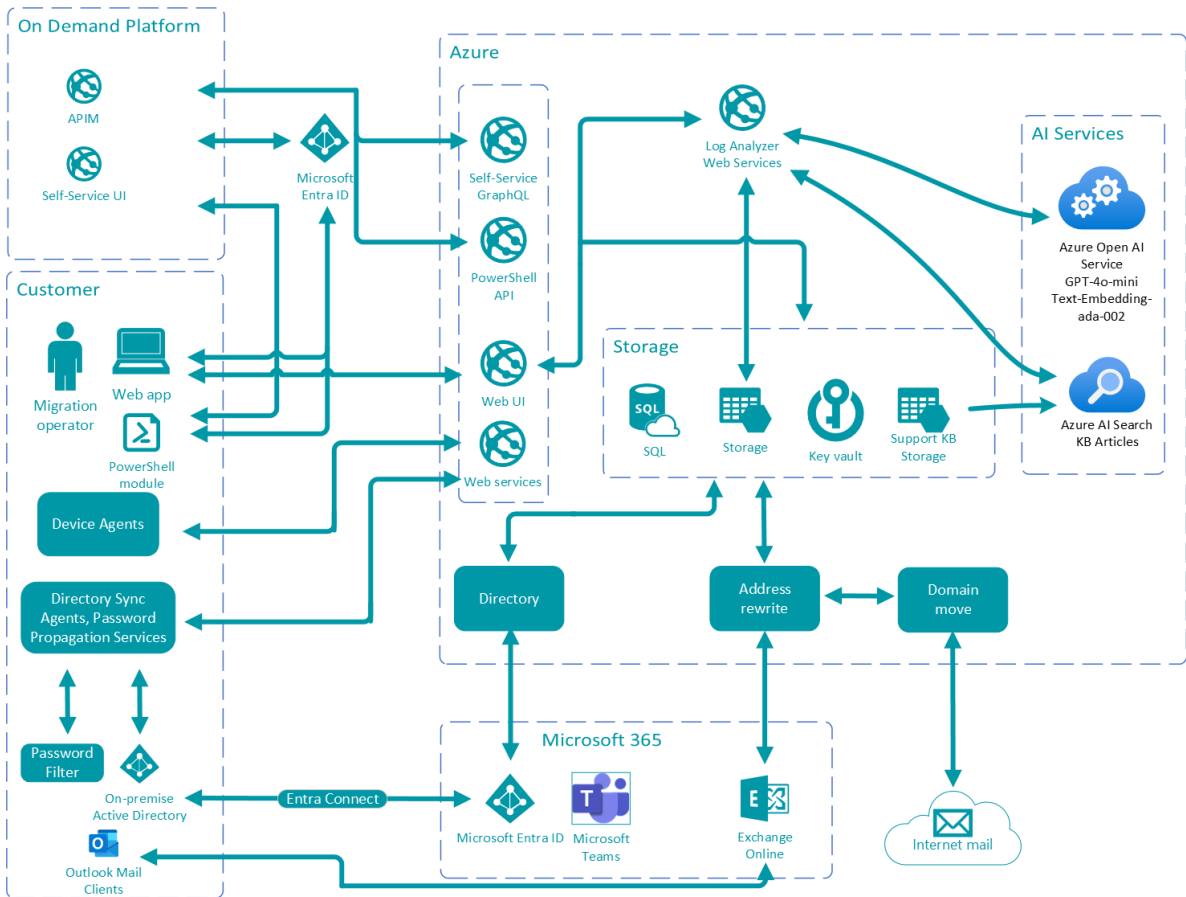 On Demand Platform
APIM
Self-Service UI
Microsoft
Entra ID
Customer
Migration
operator
Web app
PowerShell
module
Device Agents
Directory Sync
Agents, Password
Propagation Services
Password
Filter
On-premise
Active Directory
Outlook Mail
Clients
Entra Connect
Azure
Self-Service
GraphQL
PowerShell
API
Web UI
Web services
Log Analyzer
Web Services
AI Services
Azure Open AI
Service
GPT-4o-mini
Text-Embedding-
ada-002
Azure AI Search
KB Articles
Storage
SQL
SQL
Storage
Key vault
Support KB
Storage
Directory
Address
rewrite
Domain
move
Microsoft 365
Microsoft Entra ID
T
Microsoft
Teams
E
Exchange
Online
Internet mail
O